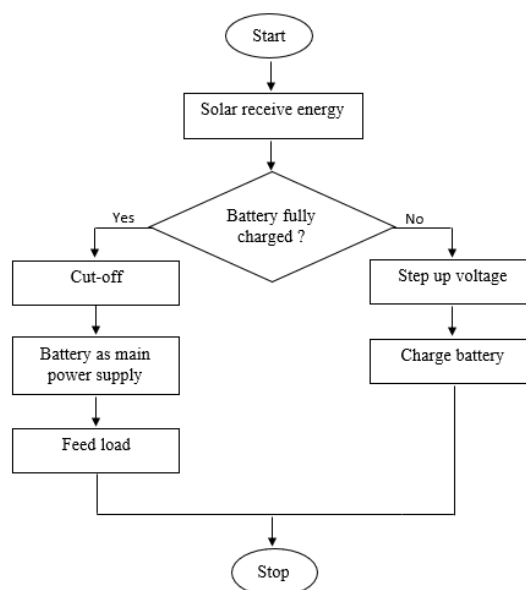 Start
Solar receive energy
Yes
Battery fully
charged ?
No
Cut-off
Step up voltage
Battery as main
power supply
Charge battery
Feed load
Stop